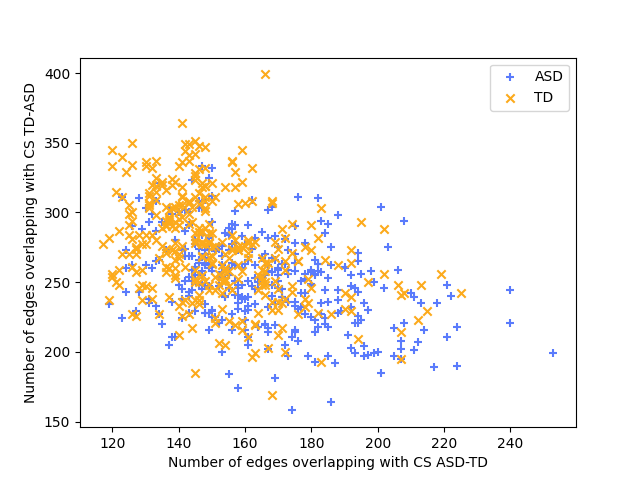 ASD
TD
400
350
300
250
200
150
Number of edges overlapping with CS TD-ASD
120 140 160 180 200 220 240
Number of edges overlapping with CS ASD-TD